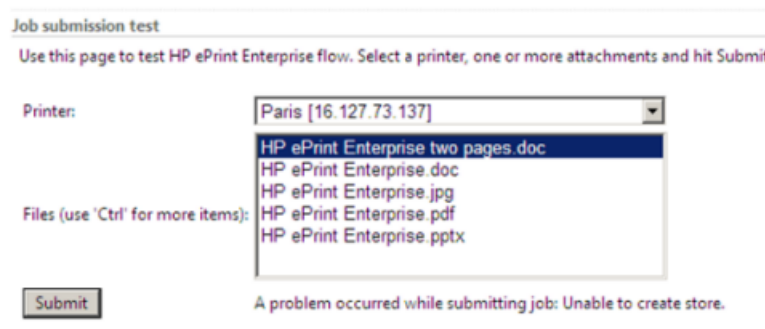 Job submission test
Use this page to test HP ePrint Enterprise flow. Select a printer, one or more attachments and hit Submit
Printer:
Paris [16.127.73.137]
HP ePrint Enterprise two pages.doc
HP ePrint Enterprise.doc
HP ePrint Enterprise.jpg
Files (use 'Ctrl' for more items):
HP ePrint Enterprise.pdf
HP ePrint Enterprise.pptx
Submit
A problem occurred while submitting job: Unable to create store.